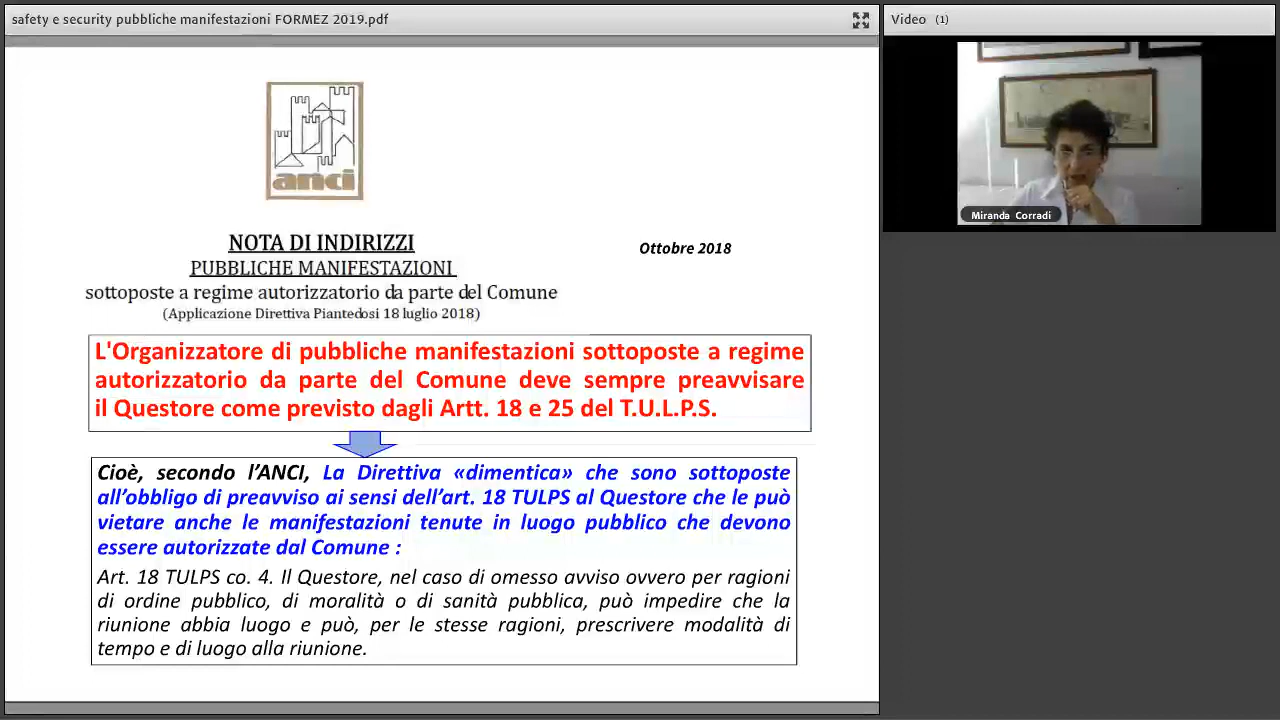 safety e security pubbliche manifestazioni FORMEZ 2019.pdf
Video (1)
anci
Miranda Corradi
NOTA DI INDIRIZZI
PUBBLICHE MANIFESTAZIONI
sottoposte a regime autorizzatorio da parte del Comune
(Applicazione Direttiva Piantedosi 18 luglio 2018)
Ottobre 2018
L'Organizzatore di pubbliche manifestazioni sottoposte a regime
autorizzatorio da parte del Comune deve sempre preavvisare
il Questore come previsto dagli Artt. 18 e 25 del T.U.L.P.S.
Cioè, secondo l’ANCI, La Direttiva «dimentica» che sono sottoposte
all’obbligo di preavviso ai sensi dell’art. 18 TULPS al Questore che le può
vietare anche le manifestazioni tenute in luogo pubblico che devono
essere autorizzate dal Comune :
Art. 18 TULPS co. 4. Il Questore, nel caso di omesso avviso ovvero per ragioni
di ordine pubblico, di moralità o di sanità pubblica, può impedire che la
riunione abbia luogo e può, per le stesse ragioni, prescrivere modalità di
tempo e di luogo alla riunione.